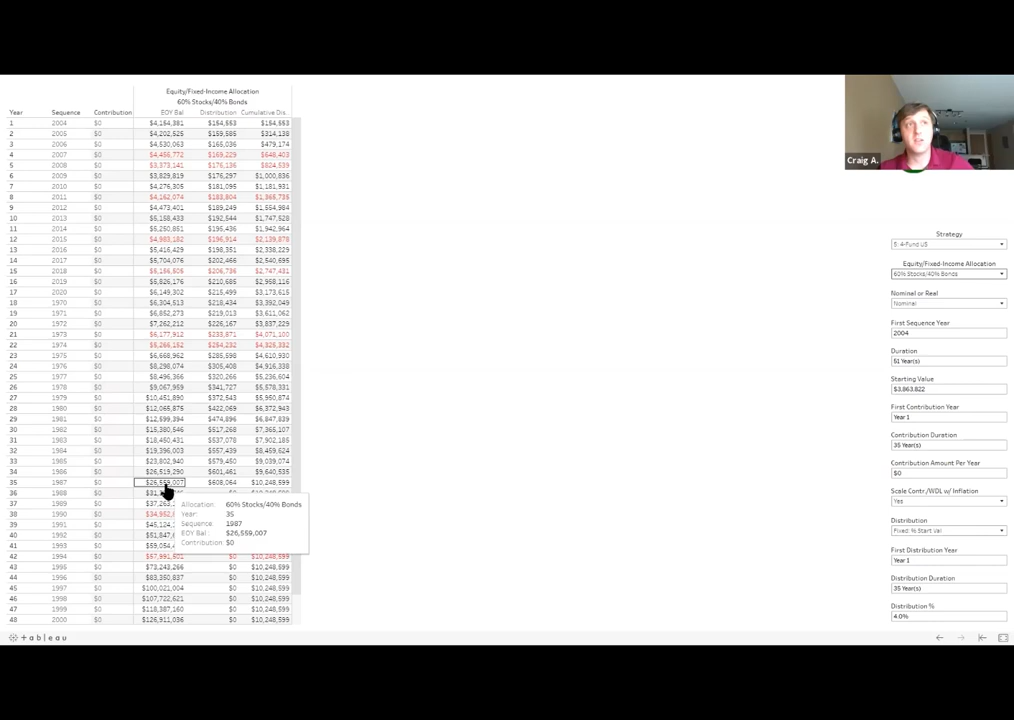 Equity/Fixed-Income Allocation
60% Stocks/40% Bonds
Year Sequence Contribution EOY Bal Distribution Cumulative Dis..
1 2004 $0 $4,154,381 $154,553 $154,553
2 2005 $0 $4,202,525 $159,585 $314,138
3 2006 $0 $4,530,063 $165,036 $479,174
4 2007 $0 $4,456,772 $169,229 $648,403
5 2008 $0 $3,373,141 $176,136 $824,539
6 2009 $0 $3,829,819 $176,297 $1,000,836
7 2010 $0 $4,276,305 $181,095 $1,181,931
8 2011 $0 $4,162,074 $183,804 $1,365,735
9 2012 $0 $4,473,401 $189,249 $1,554,984
10 2013 $0 $5,158,433 $192,544 $1,747,528
11 2014 $0 $5,250,851 $195,436 $1,942,964
12 2015 $0 $4,983,182 $196,914 $2,139,878
13 2016 $0 $5,416,429 $198,351 $2,338,229
14 2017 $0 $5,704,076 $202,466 $2,540,695
15 2018 $0 $5,156,505 $206,736 $2,747,431
16 2019 $0 $5,826,176 $210,685 $2,958,116
17 2020 $0 $6,149,302 $215,499 $3,173,615
18 1970 $0 $6,304,513 $218,434 $3,392,049
19 1971 $0 $6,852,273 $219,013 $3,611,062
20 1972 $0 $7,262,212 $226,167 $3,837,229
21 1973 $0 $6,177,912 $233,871 $4,071,100
22 1974 $0 $5,266,152 $254,232 $4,325,332
23 1975 $0 $6,668,962 $285,598 $4,610,930
24 1976 $0 $8,298,074 $305,408 $4,916,338
25 1977 $0 $8,496,366 $320,266 $5,236,604
26 1978 $0 $9,067,959 $341,727 $5,578,331
27 1979 $0 $10,451,890 $372,543 $5,950,874
28 1980 $0 $12,065,875 $422,069 $6,372,943
29 1981 $0 $12,599,394 $474,896 $6,847,839
30 1982 $0 $15,380,546 $517,268 $7,365,107
31 1983 $0 $18,450,431 $537,078 $7,902,185
32 1984 $0 $19,396,003 $557,439 $8,459,624
33 1985 $0 $23,802,940 $579,450 $9,039,074
34 1986 $0 $26,519,290 $601,461 $9,640,535
35 1987 $0 $26,559,007 $608,064 $10,248,599
36 1988 $0
37 1989 $0
38 1990 $0
39 1991 $0
40 1992 $0
41 1993 $0
42 1994 $0 $57,991,501 $0 $10,248,599
43 1995 $0 $73,243,266 $0 $10,248,599
44 1996 $0 $83,350,837 $0 $10,248,599
45 1997 $0 $100,021,004 $0 $10,248,599
46 1998 $0 $107,722,621 $0 $10,248,599
47 1999 $0 $118,387,160 $0 $10,248,599
48 2000 $0 $126,911,036 $0 $10,248,599
Allocation: 60% Stocks/40% Bonds
Year: 35
Sequence: 1987
EOY Bal : $26,559,007
Contribution: $0
+ a b l e a u
Craig A.
Strategy
5: 4-Fund US
Equity/Fixed-Income Allocation
60% Stocks/40% Bonds
Nominal or Real
Nominal
First Sequence Year
2004
Duration
51 Year(s)
Starting Value
$3,863,822
First Contribution Year
Year 1
Contribution Duration
35 Year(s)
Contribution Amount Per Year
$0
Scale Contr./WDL w/ Inflation
Yes
Distribution
Fixed: % Start Val
First Distribution Year
Year 1
Distribution Duration
35 Year(s)
Distribution %
4.0%